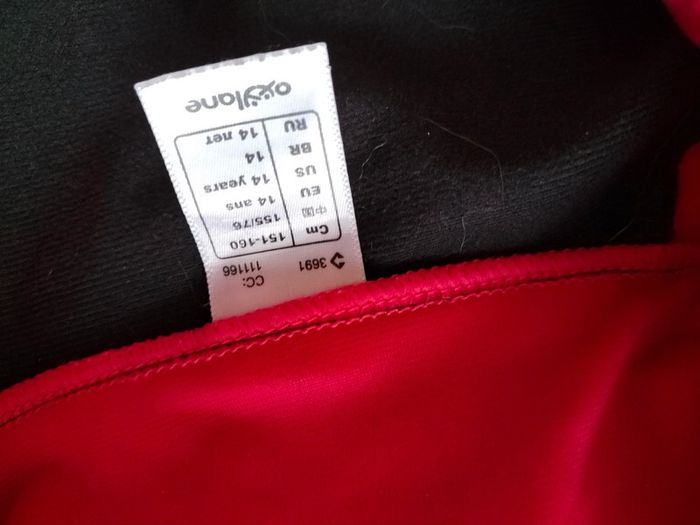 CC:
3691 111166
Cm 151-160
中国 155/76
EU 14 ans
US 14 years
BR 14
RU 14 лет
oxylane